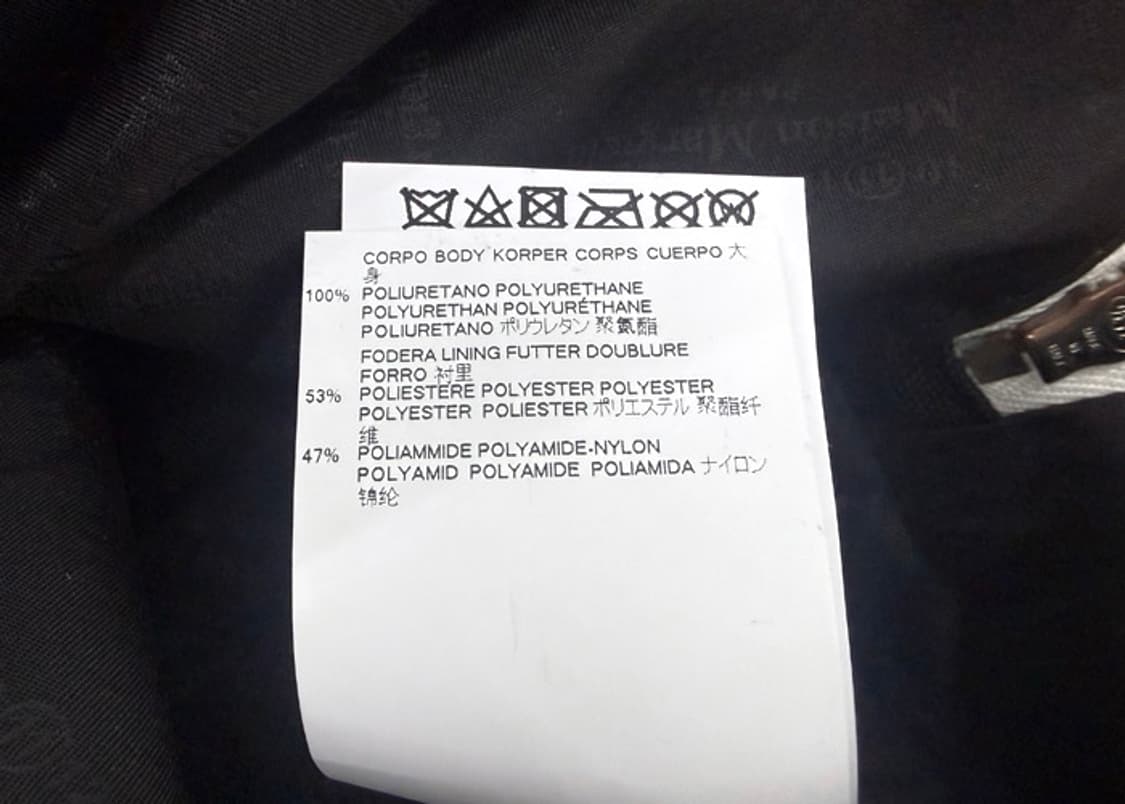 CORPO BODY KORPER CORPS CUERPO 大
身
100% POLIURETANO POLYURETHANE
POLYURETHAN POLYURÉTHANE
POLIURETANO ポリウレタン 聚氨酯
FODERA LINING FUTTER DOUBLURE
FORRO 衬里
53% POLIESTERE POLYESTER POLYESTER
POLYESTER POLIESTER ポリエステル 聚酯纤
维
47% POLIAMMIDE POLYAMIDE-NYLON
POLYAMID POLYAMIDE POLIAMIDA ナイロン
锦纶